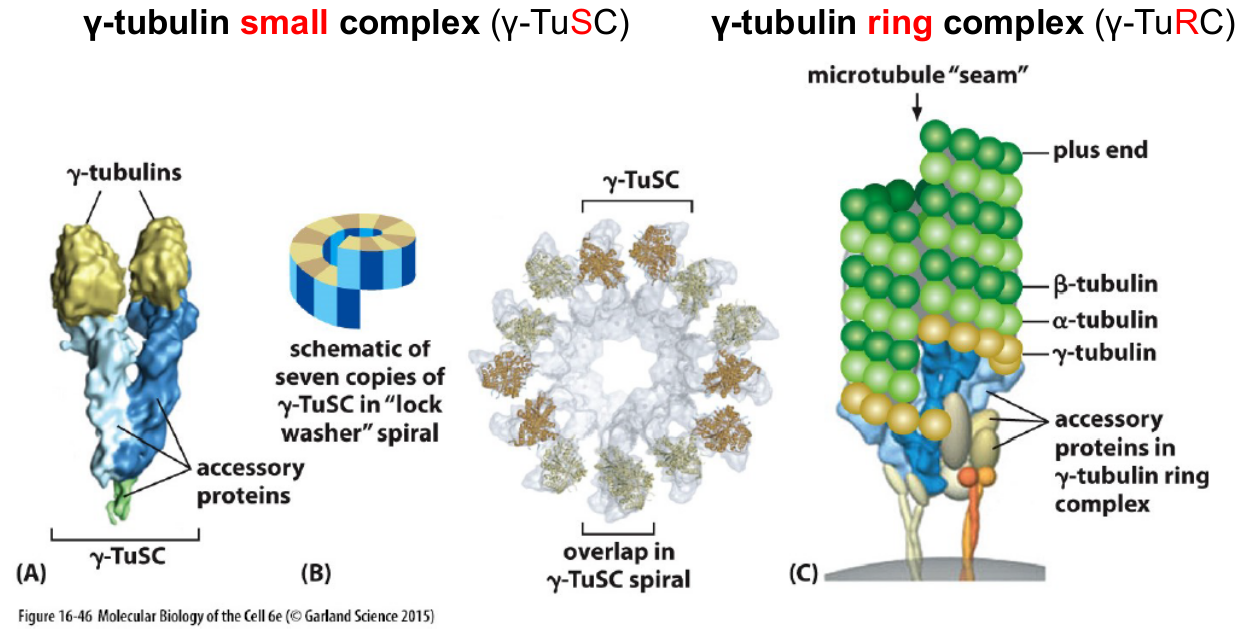 γ-tubulin small complex (γ-TuSC)
γ-tubulin ring complex (γ-TuRC)
γ-tubulins
accessory
proteins
γ-TuSC
(A)
schematic of
seven copies of
γ-TuSC in “lock
washer” spiral
γ-TuSC
overlap in
γ-TuSC spiral
(B)
microtubule “seam”
plus end
β-tubulin
α-tubulin
γ-tubulin
accessory
proteins in
γ-tubulin ring
complex
(C)
Figure 16-46 Molecular Biology of the Cell 6e (© Garland Science 2015)